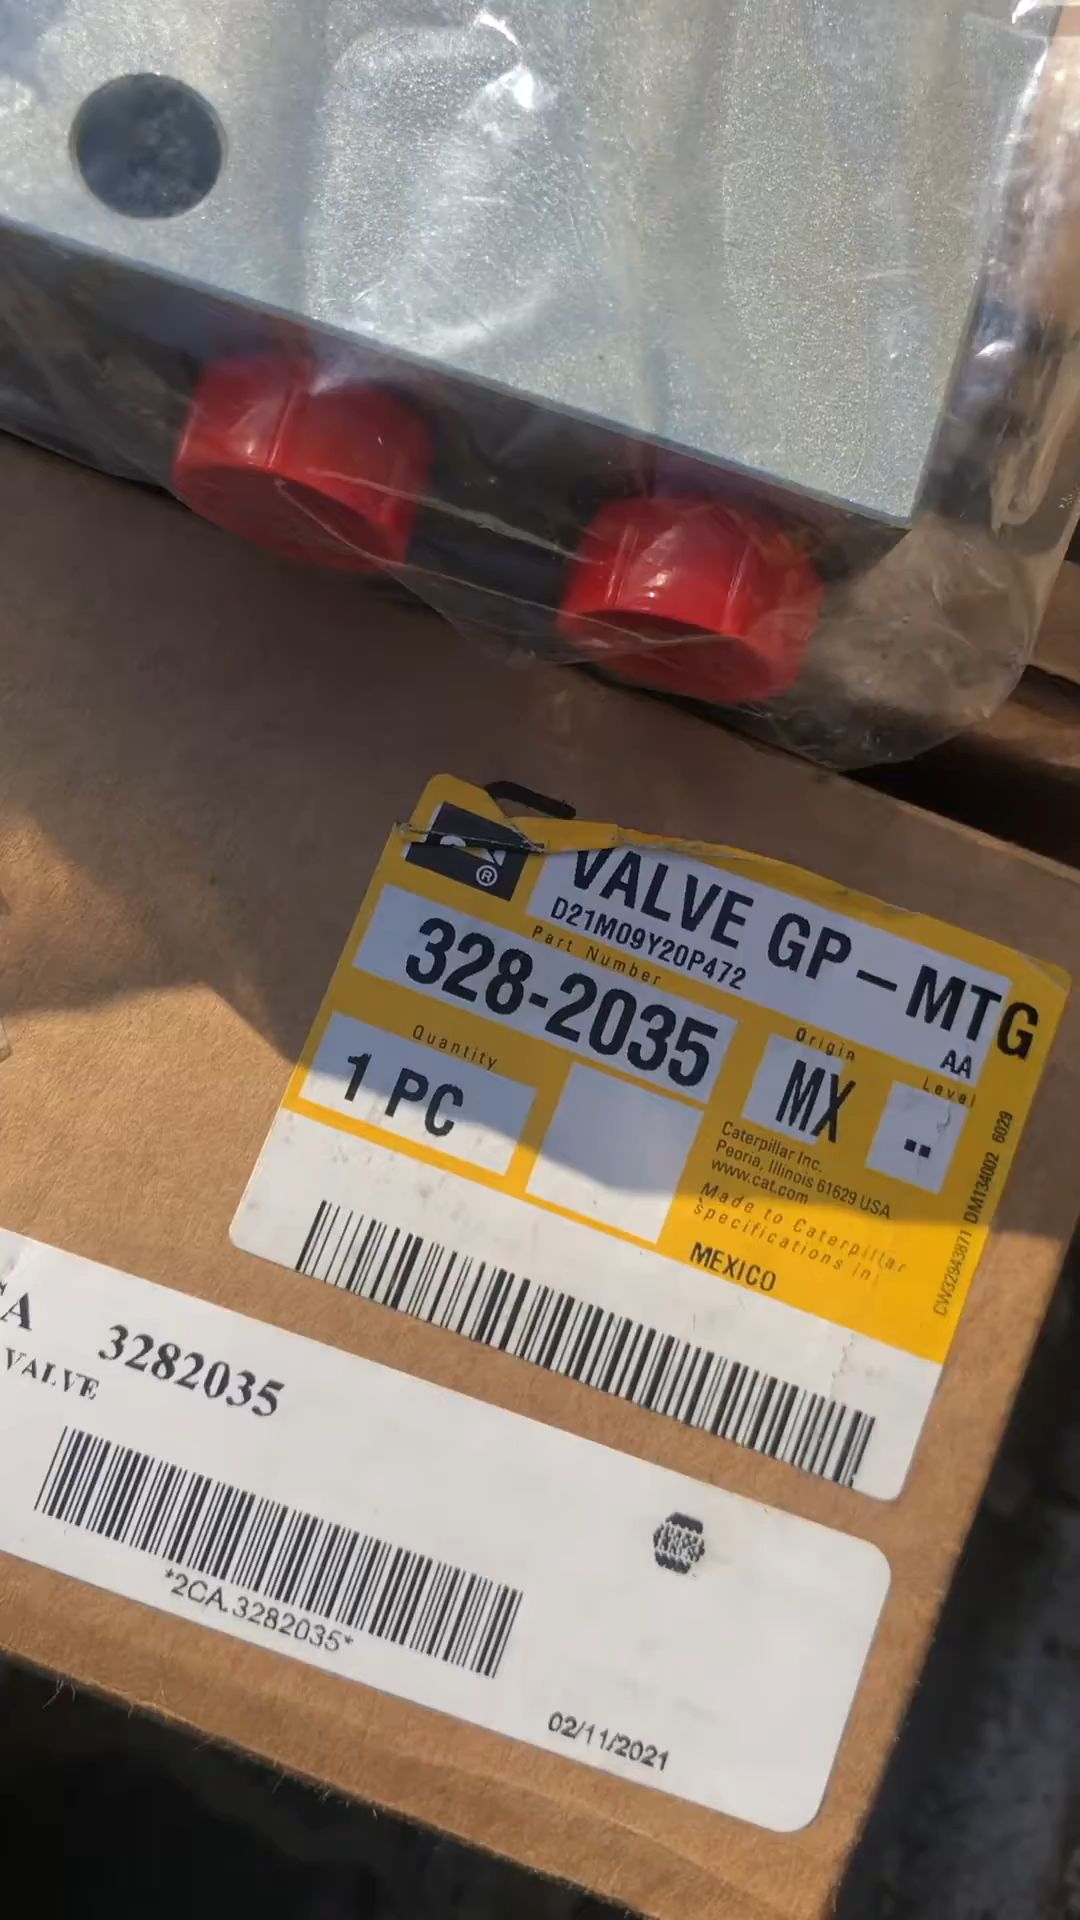 VALVE GP-MTG
D21M09Y20P472
AA
Part Number
328-2035
Origin
MX
Level
--
Quantity
1 PC
Caterpillar Inc.
Peoria, Illinois 61629 USA
www.cat.com
Made to Caterpillar
specifications in:
MEXICO
CW32943871 DM134002 6029
3282035
VALVE
*2CA.3282035*
02/11/2021